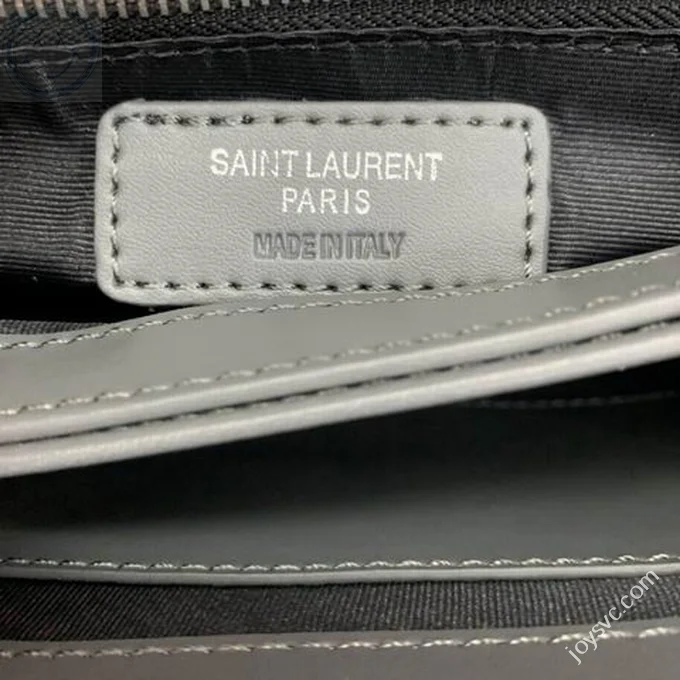 SAINT LAURENT
PARIS
MADE IN ITALY
joysvc.com